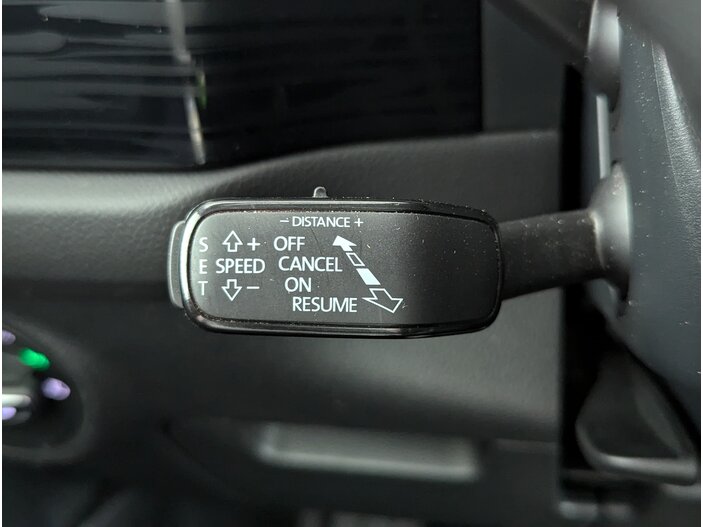 − DISTANCE +
S + OFF
E SPEED CANCEL
T − ON
RESUME